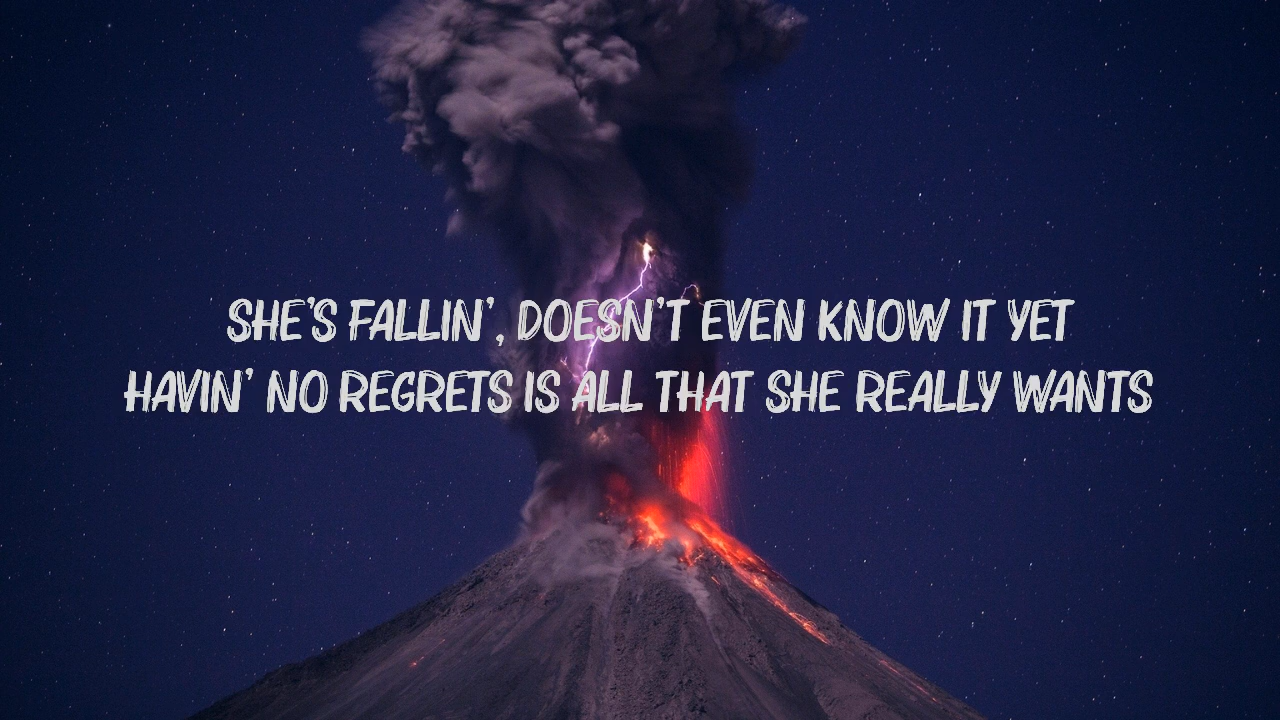 SHE'S FALLIN', DOESN'T EVEN KNOW IT YET
HAVIN' NO REGRETS IS ALL THAT SHE REALLY WANTS